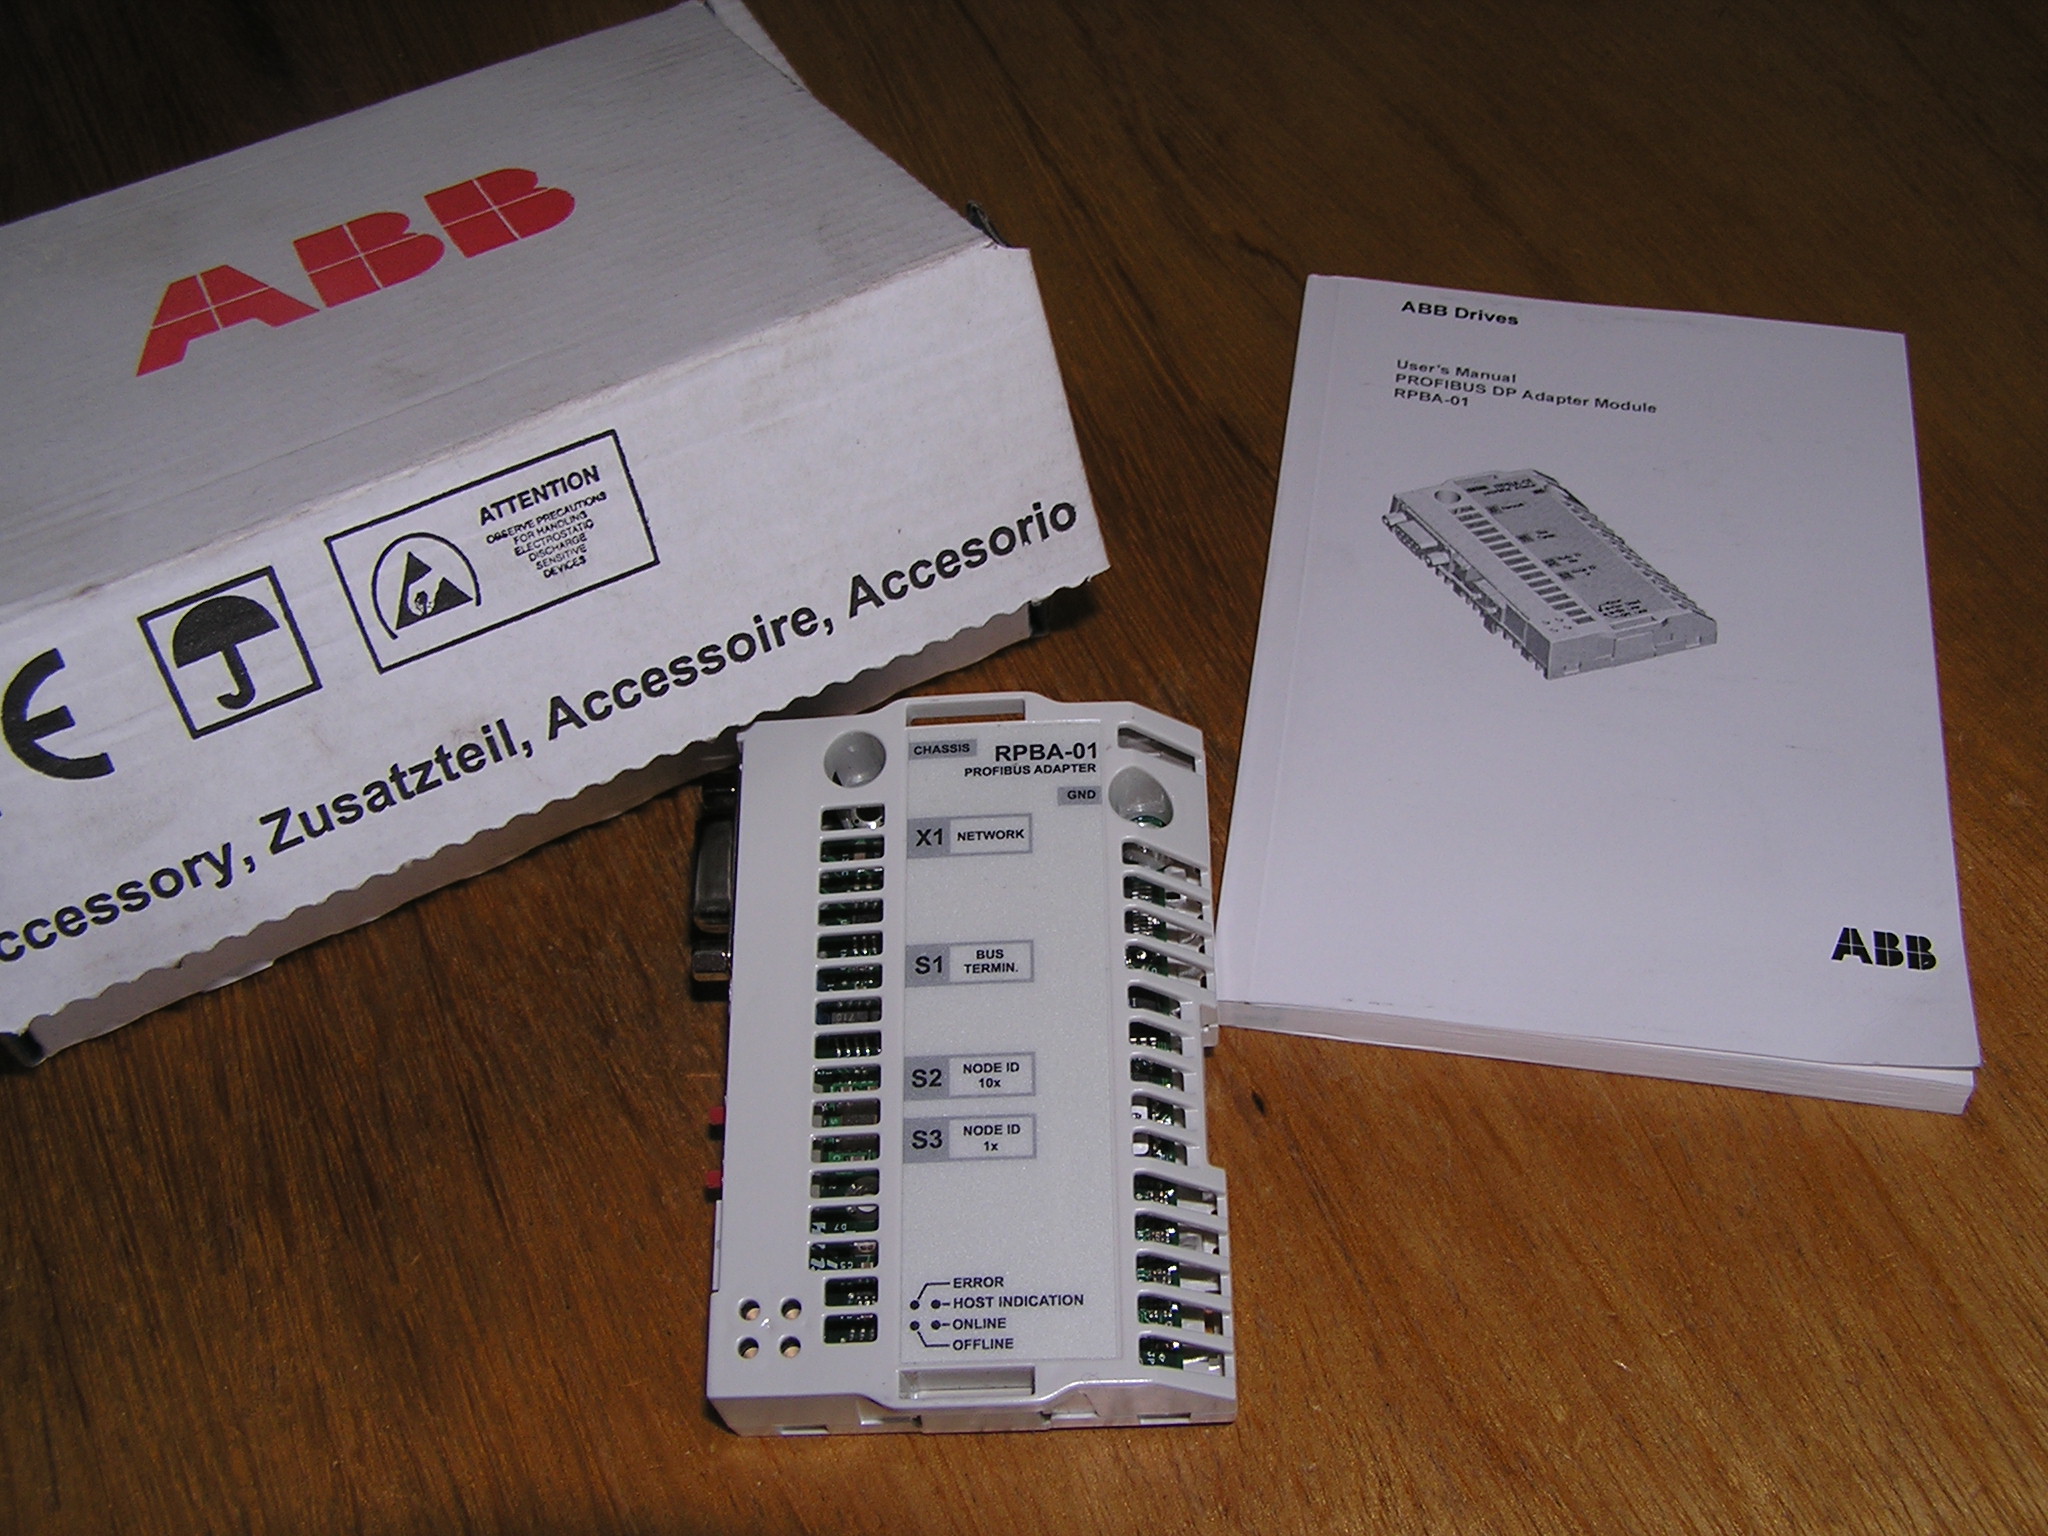 ABB
ATTENTION
OBSERVE PRECAUTIONS
FOR HANDLING
ELECTROSTATIC
DISCHARGE
SENSITIVE
DEVICES
CE
ccessory, Zusatzteil, Accessoire, Accesorio
ABB Drives
User's Manual
PROFIBUS DP Adapter Module
RPBA-01
ABB
CHASSIS
RPBA-01
PROFIBUS ADAPTER
GND
X1 NETWORK
S1 BUS
TERMIN.
S2 NODE ID
10x
S3 NODE ID
1x
ERROR
HOST INDICATION
ONLINE
OFFLINE